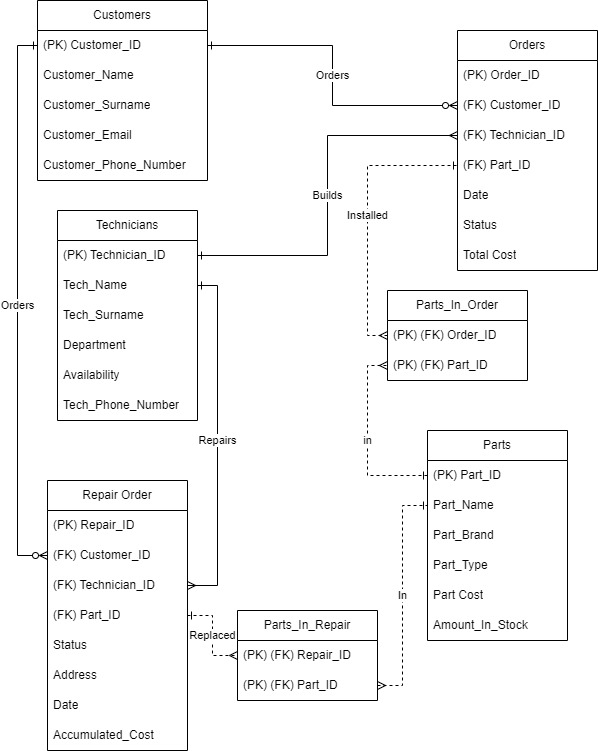 Customers
(PK) Customer_ID
Customer_Name
Customer_Surname
Customer_Email
Customer_Phone_Number
Orders
Orders
(PK) Order_ID
(FK) Customer_ID
(FK) Technician_ID
(FK) Part_ID
Date
Status
Total Cost
Builds
Installed
Technicians
(PK) Technician_ID
Tech_Name
Tech_Surname
Department
Availability
Tech_Phone_Number
Orders
Repairs
Parts_In_Order
(PK) (FK) Order_ID
(PK) (FK) Part_ID
in
Parts
(PK) Part_ID
Part_Name
Part_Brand
Part_Type
Part Cost
Amount_In_Stock
In
Repair Order
(PK) Repair_ID
(FK) Customer_ID
(FK) Technician_ID
(FK) Part_ID
Status
Address
Date
Accumulated_Cost
Replaced
Parts_In_Repair
(PK) (FK) Repair_ID
(PK) (FK) Part_ID